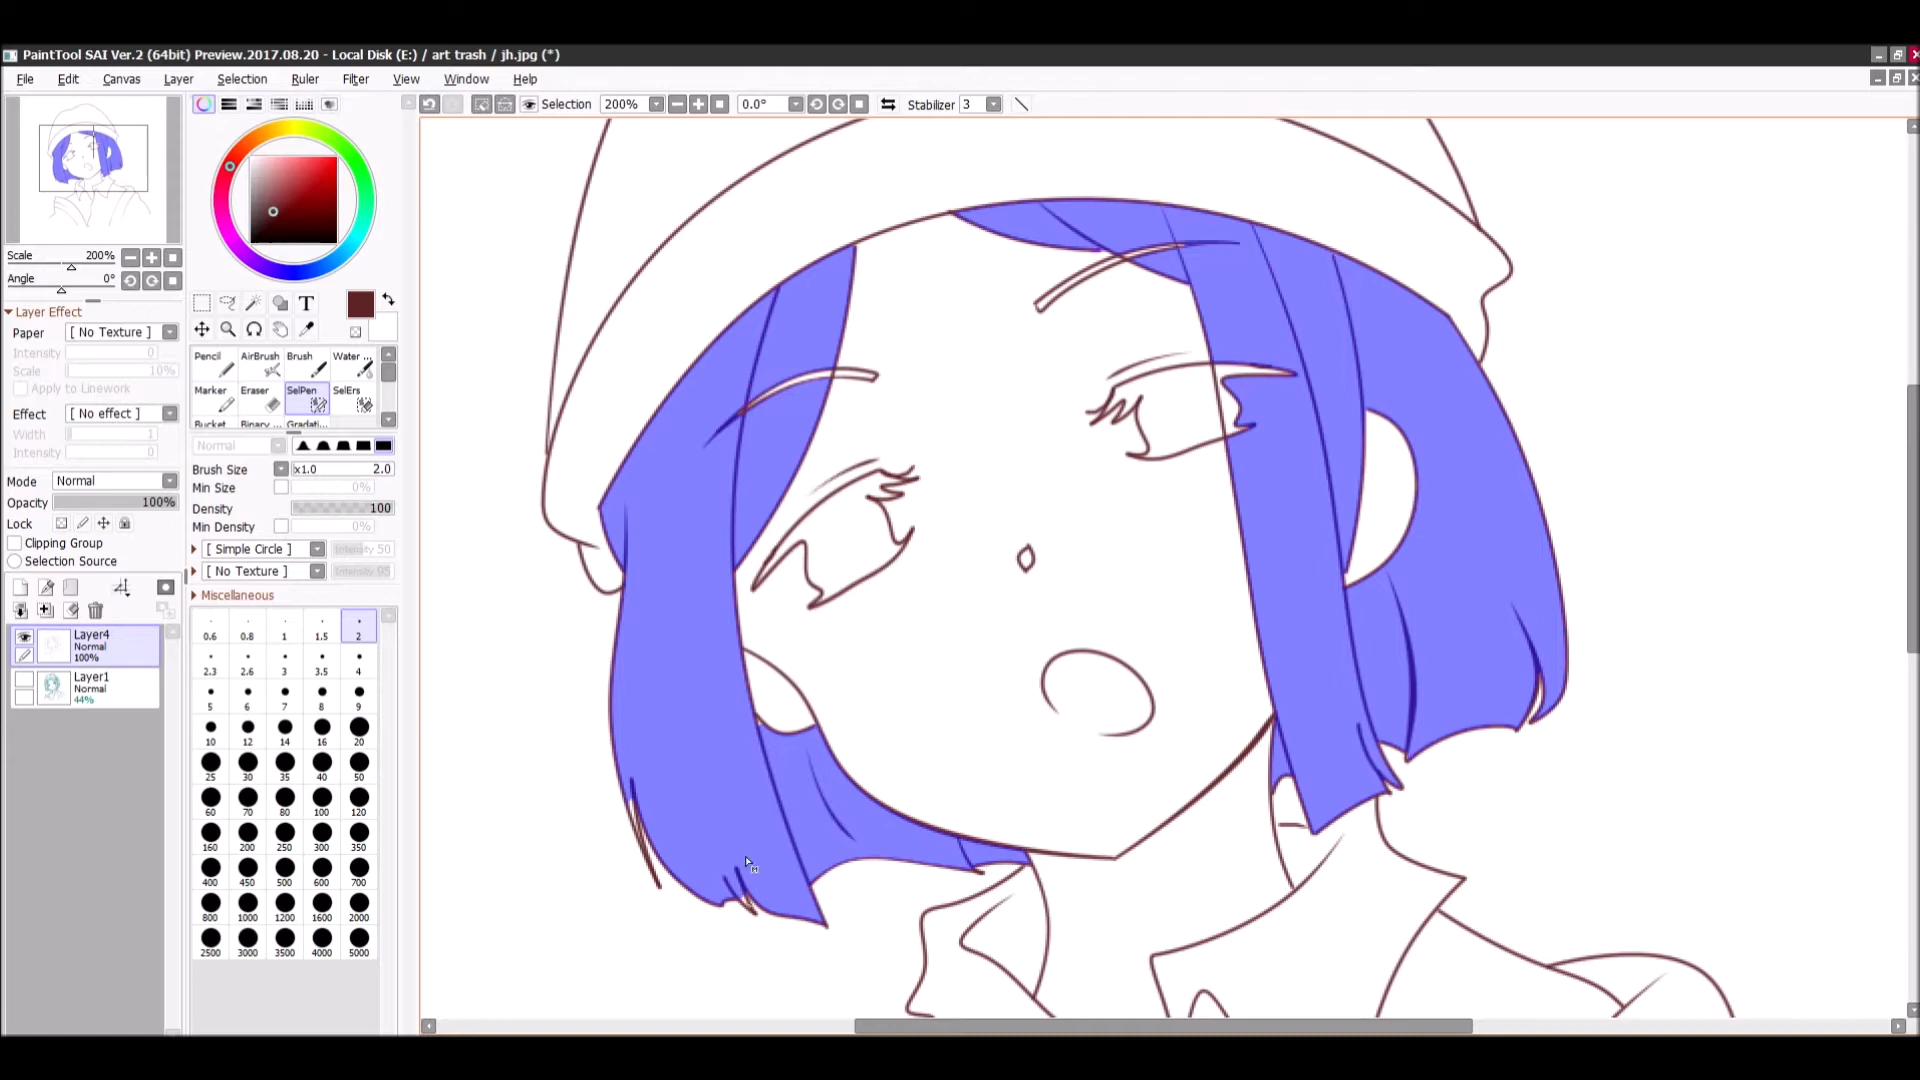 PaintTool SAI Ver.2 (64bit) Preview.2017.08.20 - Local Disk (E:) / art trash / jh.jpg (*)
File Edit Canvas Layer Selection Ruler Filter View Window Help
Selection 200% 0.0° Stabilizer 3
Scale 200%
Angle 0°
Layer Effect
Paper [ No Texture ]
Intensity 0
Scale 10%
Apply to Linework
Effect [ No effect ]
Width 1
Intensity 0
Mode Normal
Opacity 100%
Lock
Clipping Group
Selection Source
Layer4
Normal
100%
Layer1
Normal
44%
T
Pencil AirBrush Brush Water ...
Marker Eraser SelPen SelErs
Bucket Binary ... Gradati...
Normal
Brush Size x1.0 2.0
Min Size 0%
Density 100
Min Density 0%
[ Simple Circle ] Intensity 50
[ No Texture ] Intensity 95
Miscellaneous
0.6 0.8 1 1.5 2
2.3 2.6 3 3.5 4
5 6 7 8 9
10 12 14 16 20
25 30 35 40 50
60 70 80 100 120
160 200 250 300 350
400 450 500 600 700
800 1000 1200 1600 2000
2500 3000 3500 4000 5000